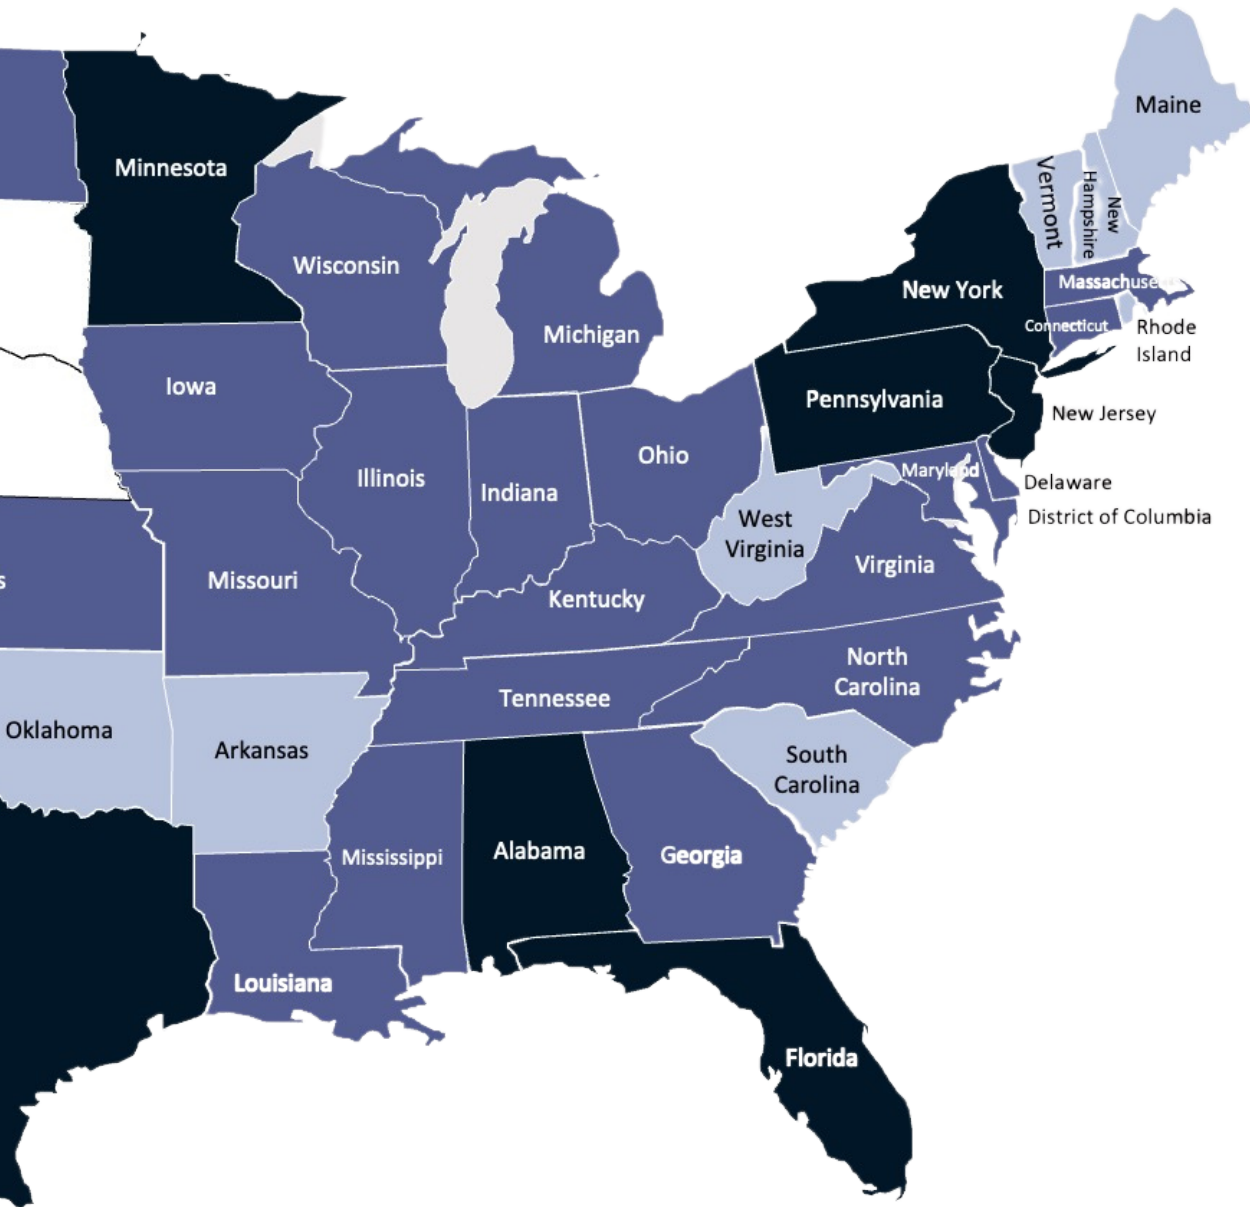 Maine
Minnesota
Vermont
New
Hampshire
Wisconsin
Massachuse
New York
Connecticut
Rhode
Island
Michigan
Iowa
Pennsylvania
New Jersey
Ohio
Illinois
Indiana
Maryland
Delaware
District of Columbia
West
Virginia
Virginia
s
Missouri
Kentucky
North
Carolina
Tennessee
Oklahoma
Arkansas
South
Carolina
Mississippi
Alabama
Georgia
Louisiana
Florida